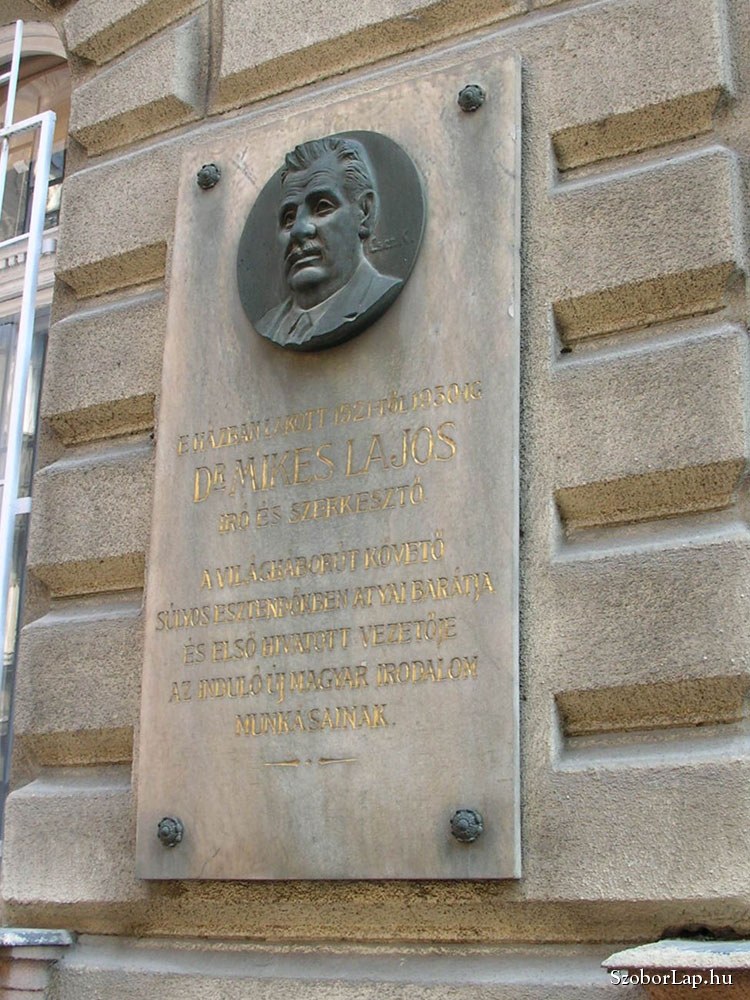 E HÁZBAN LAKOTT 1921-TŐL 1930-IG
DR. MIKES LAJOS
IRÓ ÉS SZERKESZTŐ.
A VILÁGHÁBORÚT KÖVETŐ
SÚLYOS ESZTENDŐKBEN ATYAI BARÁTJA
ÉS ELSŐ HIVATOTT VEZETŐJE
AZ INDULÓ ÚJ MAGYAR IRODALOM
MUNKÁSAINAK.
SzoborLap.hu